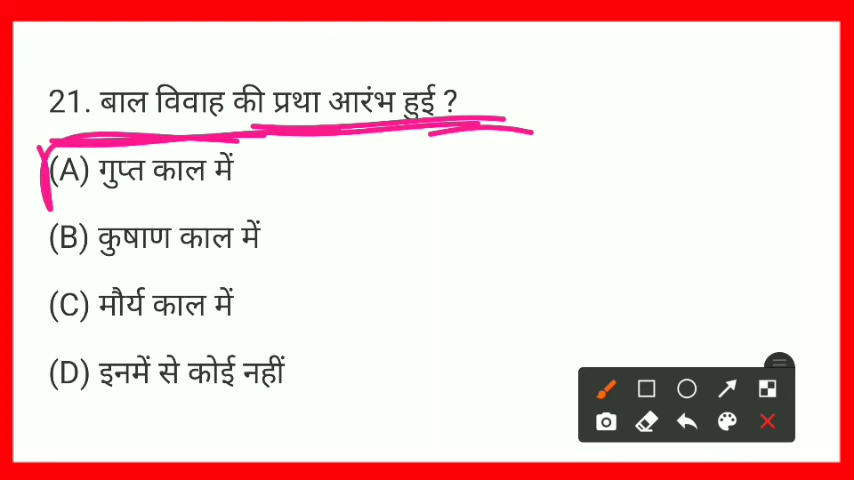 21. बाल विवाह की प्रथा आरंभ हुई ?
(A) गुप्त काल में
(B) कुषाण काल में
(C) मौर्य काल में
(D) इनमें से कोई नहीं